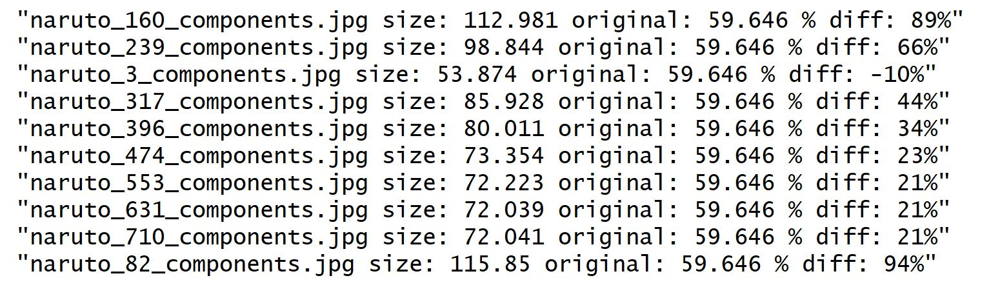 "naruto_160_components.jpg size: 112.981 original: 59.646 % diff: 89%"
"naruto_239_components.jpg size: 98.844 original: 59.646 % diff: 66%"
"naruto_3_components.jpg size: 53.874 original: 59.646 % diff: -10%"
"naruto_317_components.jpg size: 85.928 original: 59.646 % diff: 44%"
"naruto_396_components.jpg size: 80.011 original: 59.646 % diff: 34%"
"naruto_474_components.jpg size: 73.354 original: 59.646 % diff: 23%"
"naruto_553_components.jpg size: 72.223 original: 59.646 % diff: 21%"
"naruto_631_components.jpg size: 72.039 original: 59.646 % diff: 21%"
"naruto_710_components.jpg size: 72.041 original: 59.646 % diff: 21%"
"naruto_82_components.jpg size: 115.85 original: 59.646 % diff: 94%"